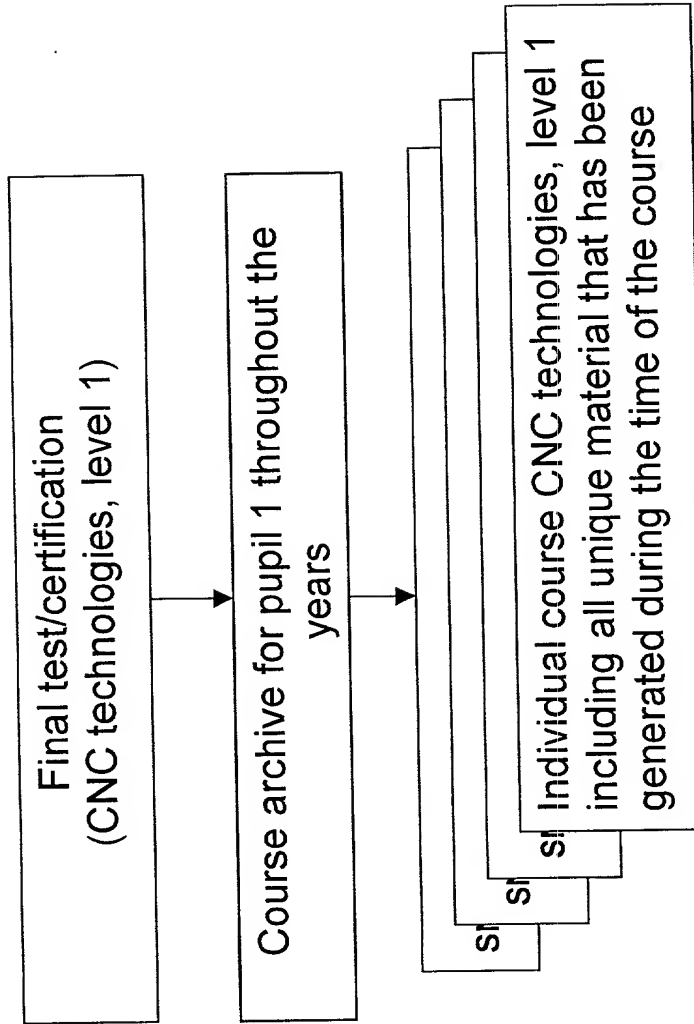 Final test/certification
(CNC technologies, level 1)
Course archive for pupil 1 throughout the
years
Individual course CNC technologies, level 1
including all unique material that has been
generated during the time of the course